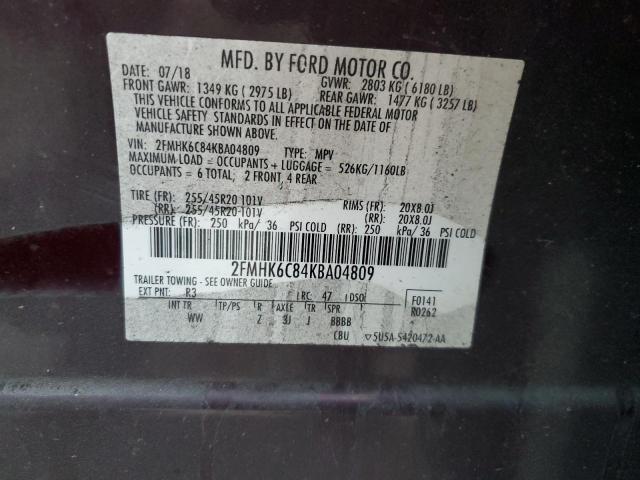 MFD. BY FORD MOTOR CO.
DATE: 07/18 GVWR: 2803 KG ( 6180 LB)
FRONT GAWR: 1349 KG ( 2975 LB) REAR GAWR: 1477 KG ( 3257 LB)
THIS VEHICLE CONFORMS TO ALL APPLICABLE FEDERAL MOTOR
VEHICLE SAFETY STANDARDS IN EFFECT ON THE DATE OF
MANUFACTURE SHOWN ABOVE.
VIN: 2FMHK6C84KBA04809 TYPE: MPV
MAXIMUM LOAD = OCCUPANTS + LUGGAGE = 526KG/1160LB
OCCUPANTS = 6 TOTAL, 2 FRONT, 4 REAR
TIRE (FR): 255/45R20 101V RIMS (FR): 20X8.0J
(RR): 255/45R20 101V (RR): 20X8.0J
PRESSURE (FR): 250 kPa/ 36 PSI COLD (RR): 250 kPa/ 36 PSI COLD
2FMHK6C84KBA04809
TRAILER TOWING - SEE OWNER GUIDE
EXT PNT: R3 RC: 47 DSO: F0141
INT TR TP/PS R AXLE TR SPR R0262
WW Z 3J J BBBB
CBU ▽5U5A-5420472-AA